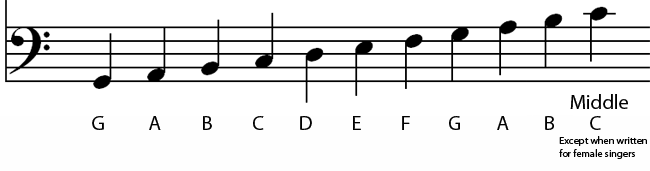 Middle
G A B C D E F G A B C
Except when written
for female singers